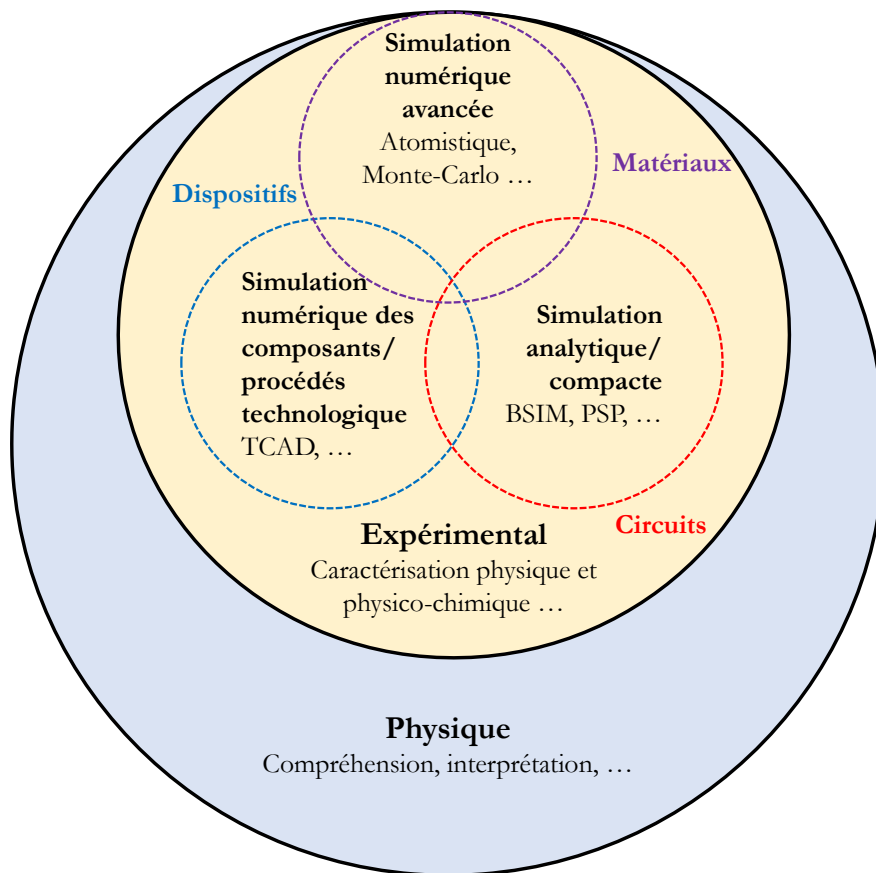 Simulation
numérique
avancée
Atomistique,
Monte-Carlo …
Matériaux
Dispositifs
Simulation
numérique des
composants/
procédés
technologique
TCAD, …
Simulation
analytique/
compacte
BSIM, PSP, …
Circuits
Expérimental
Caractérisation physique et
physico-chimique …
Physique
Compréhension, interprétation, …